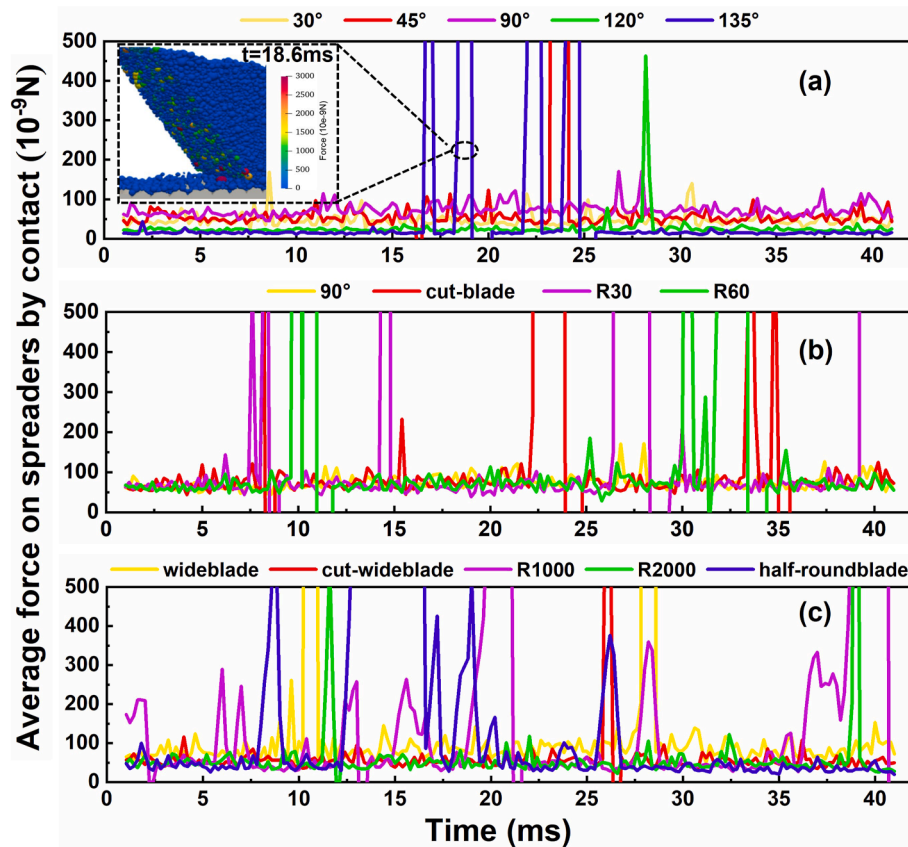 30° 45° 90° 120° 135°
500
400
300
200
100
0
t=18.6ms
3000
2500
2000
1500
1000
500
0
Force (10e-9N)
(a)
0 5 10 15 20 25 30 35 40
90° cut-blade R30 R60
500
400
300
200
100
0
(b)
0 5 10 15 20 25 30 35 40
wideblade cut-wideblade R1000 R2000 half-roundblade
500
400
300
200
100
0
(c)
0 5 10 15 20 25 30 35 40
Time (ms)
Average force on spreaders by contact (10⁻⁹N)